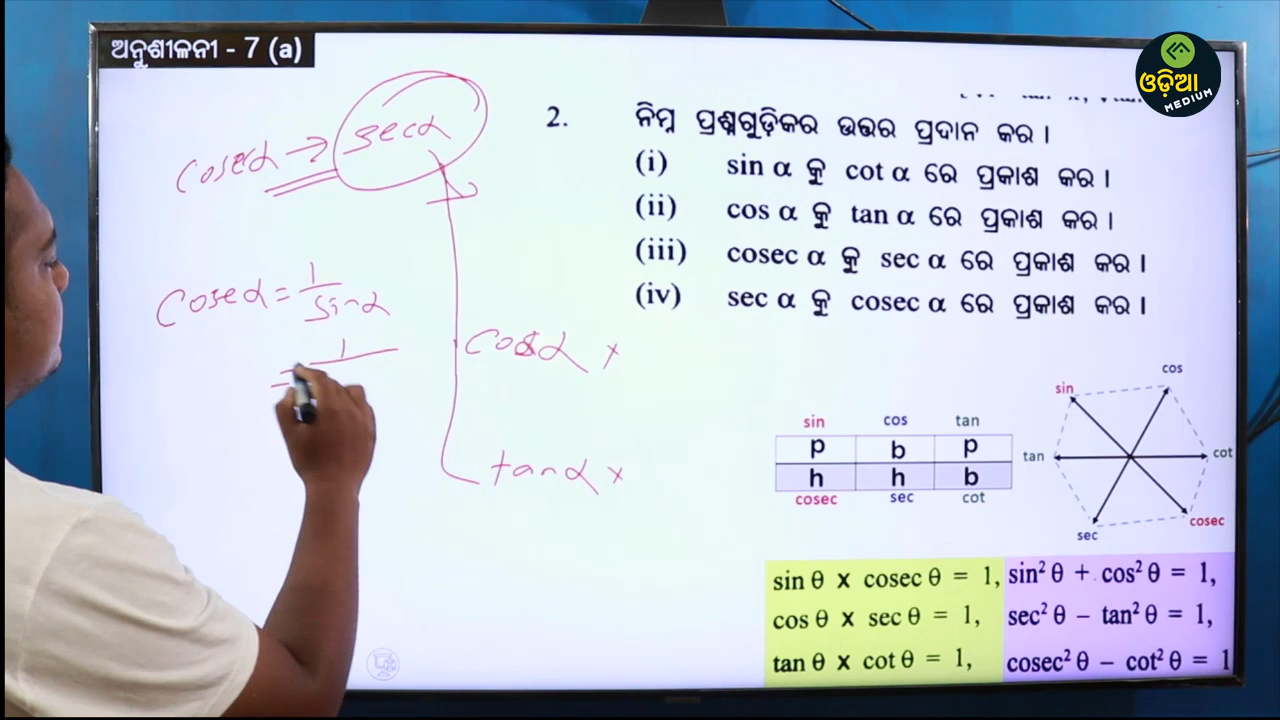 ଅନୁଶୀଳନୀ - 7 (a)
ଓଡ଼ିଆ
MEDIUM
cosecα → secα
cosecα = 1/sinα
= 1/
cosα ×
tanα ×
2. ନିମ୍ନ ପ୍ରଶ୍ନଗୁଡ଼ିକର ଉତ୍ତର ପ୍ରଦାନ କର ।
(i) sin α କୁ cot α ରେ ପ୍ରକାଶ କର ।
(ii) cos α କୁ tan α ରେ ପ୍ରକାଶ କର ।
(iii) cosec α କୁ sec α ରେ ପ୍ରକାଶ କର ।
(iv) sec α କୁ cosec α ରେ ପ୍ରକାଶ କର ।
sin cos tan
p b p
h h b
cosec sec cot
cos
sin
tan cot
cosec
sec
sin θ x cosec θ = 1,
cos θ x sec θ = 1,
tan θ x cot θ = 1,
sin² θ + cos² θ = 1,
sec² θ – tan² θ = 1,
cosec² θ – cot² θ = 1